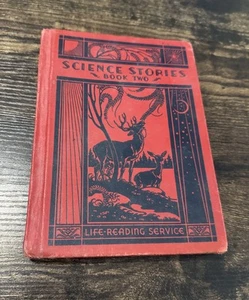 SCIENCE STORIES
BOOK TWO
LIFE-READING SERVICE